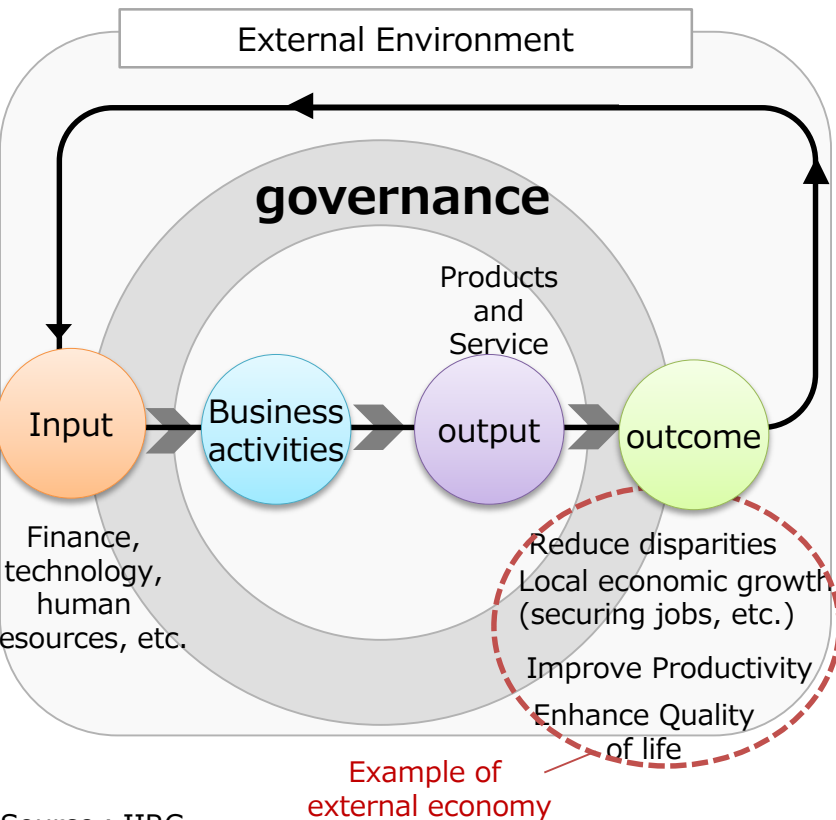 External Environment
governance
Products
and
Service
Input
Business
activities
output
outcome
Finance,
technology,
human
esources, etc.
Reduce disparities
Local economic growth
(securing jobs, etc.)
Improve Productivity
Enhance Quality
of life
Example of
external economy